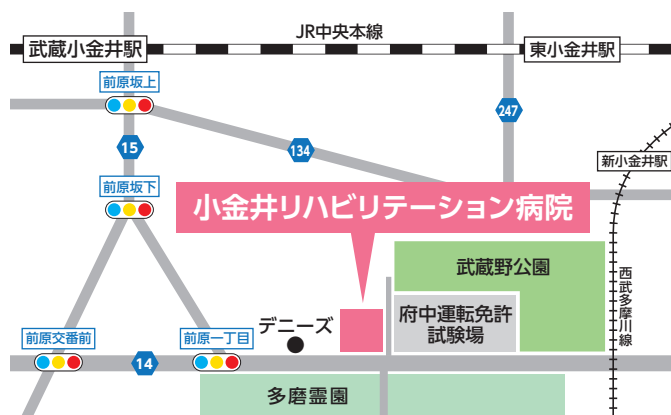 JR中央本線
武蔵小金井駅
東小金井駅
前原坂上
247
15
134
新小金井駅
前原坂下
小金井リハビリテーション病院
武蔵野公園
西武多摩川線
府中運転免許
試験場
デニーズ
前原交番前
前原一丁目
14
多磨霊園